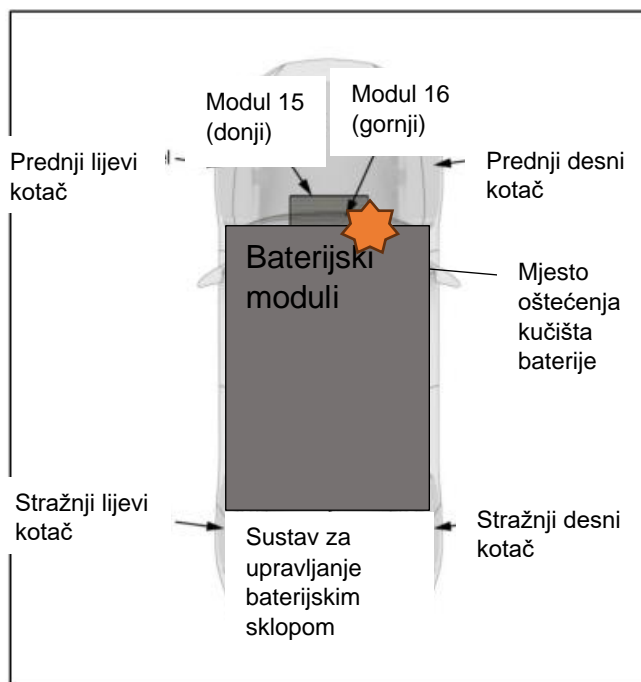 Modul 15
(donji)
Modul 16
(gornji)
Prednji lijevi
kotač
Prednji desni
kotač
Baterijski
moduli
Mjesto
oštećenja
kučišta
baterije
Stražnji lijevi
kotač
Stražnji desni
kotač
Sustav za
upravljanje
baterijskim
sklopom